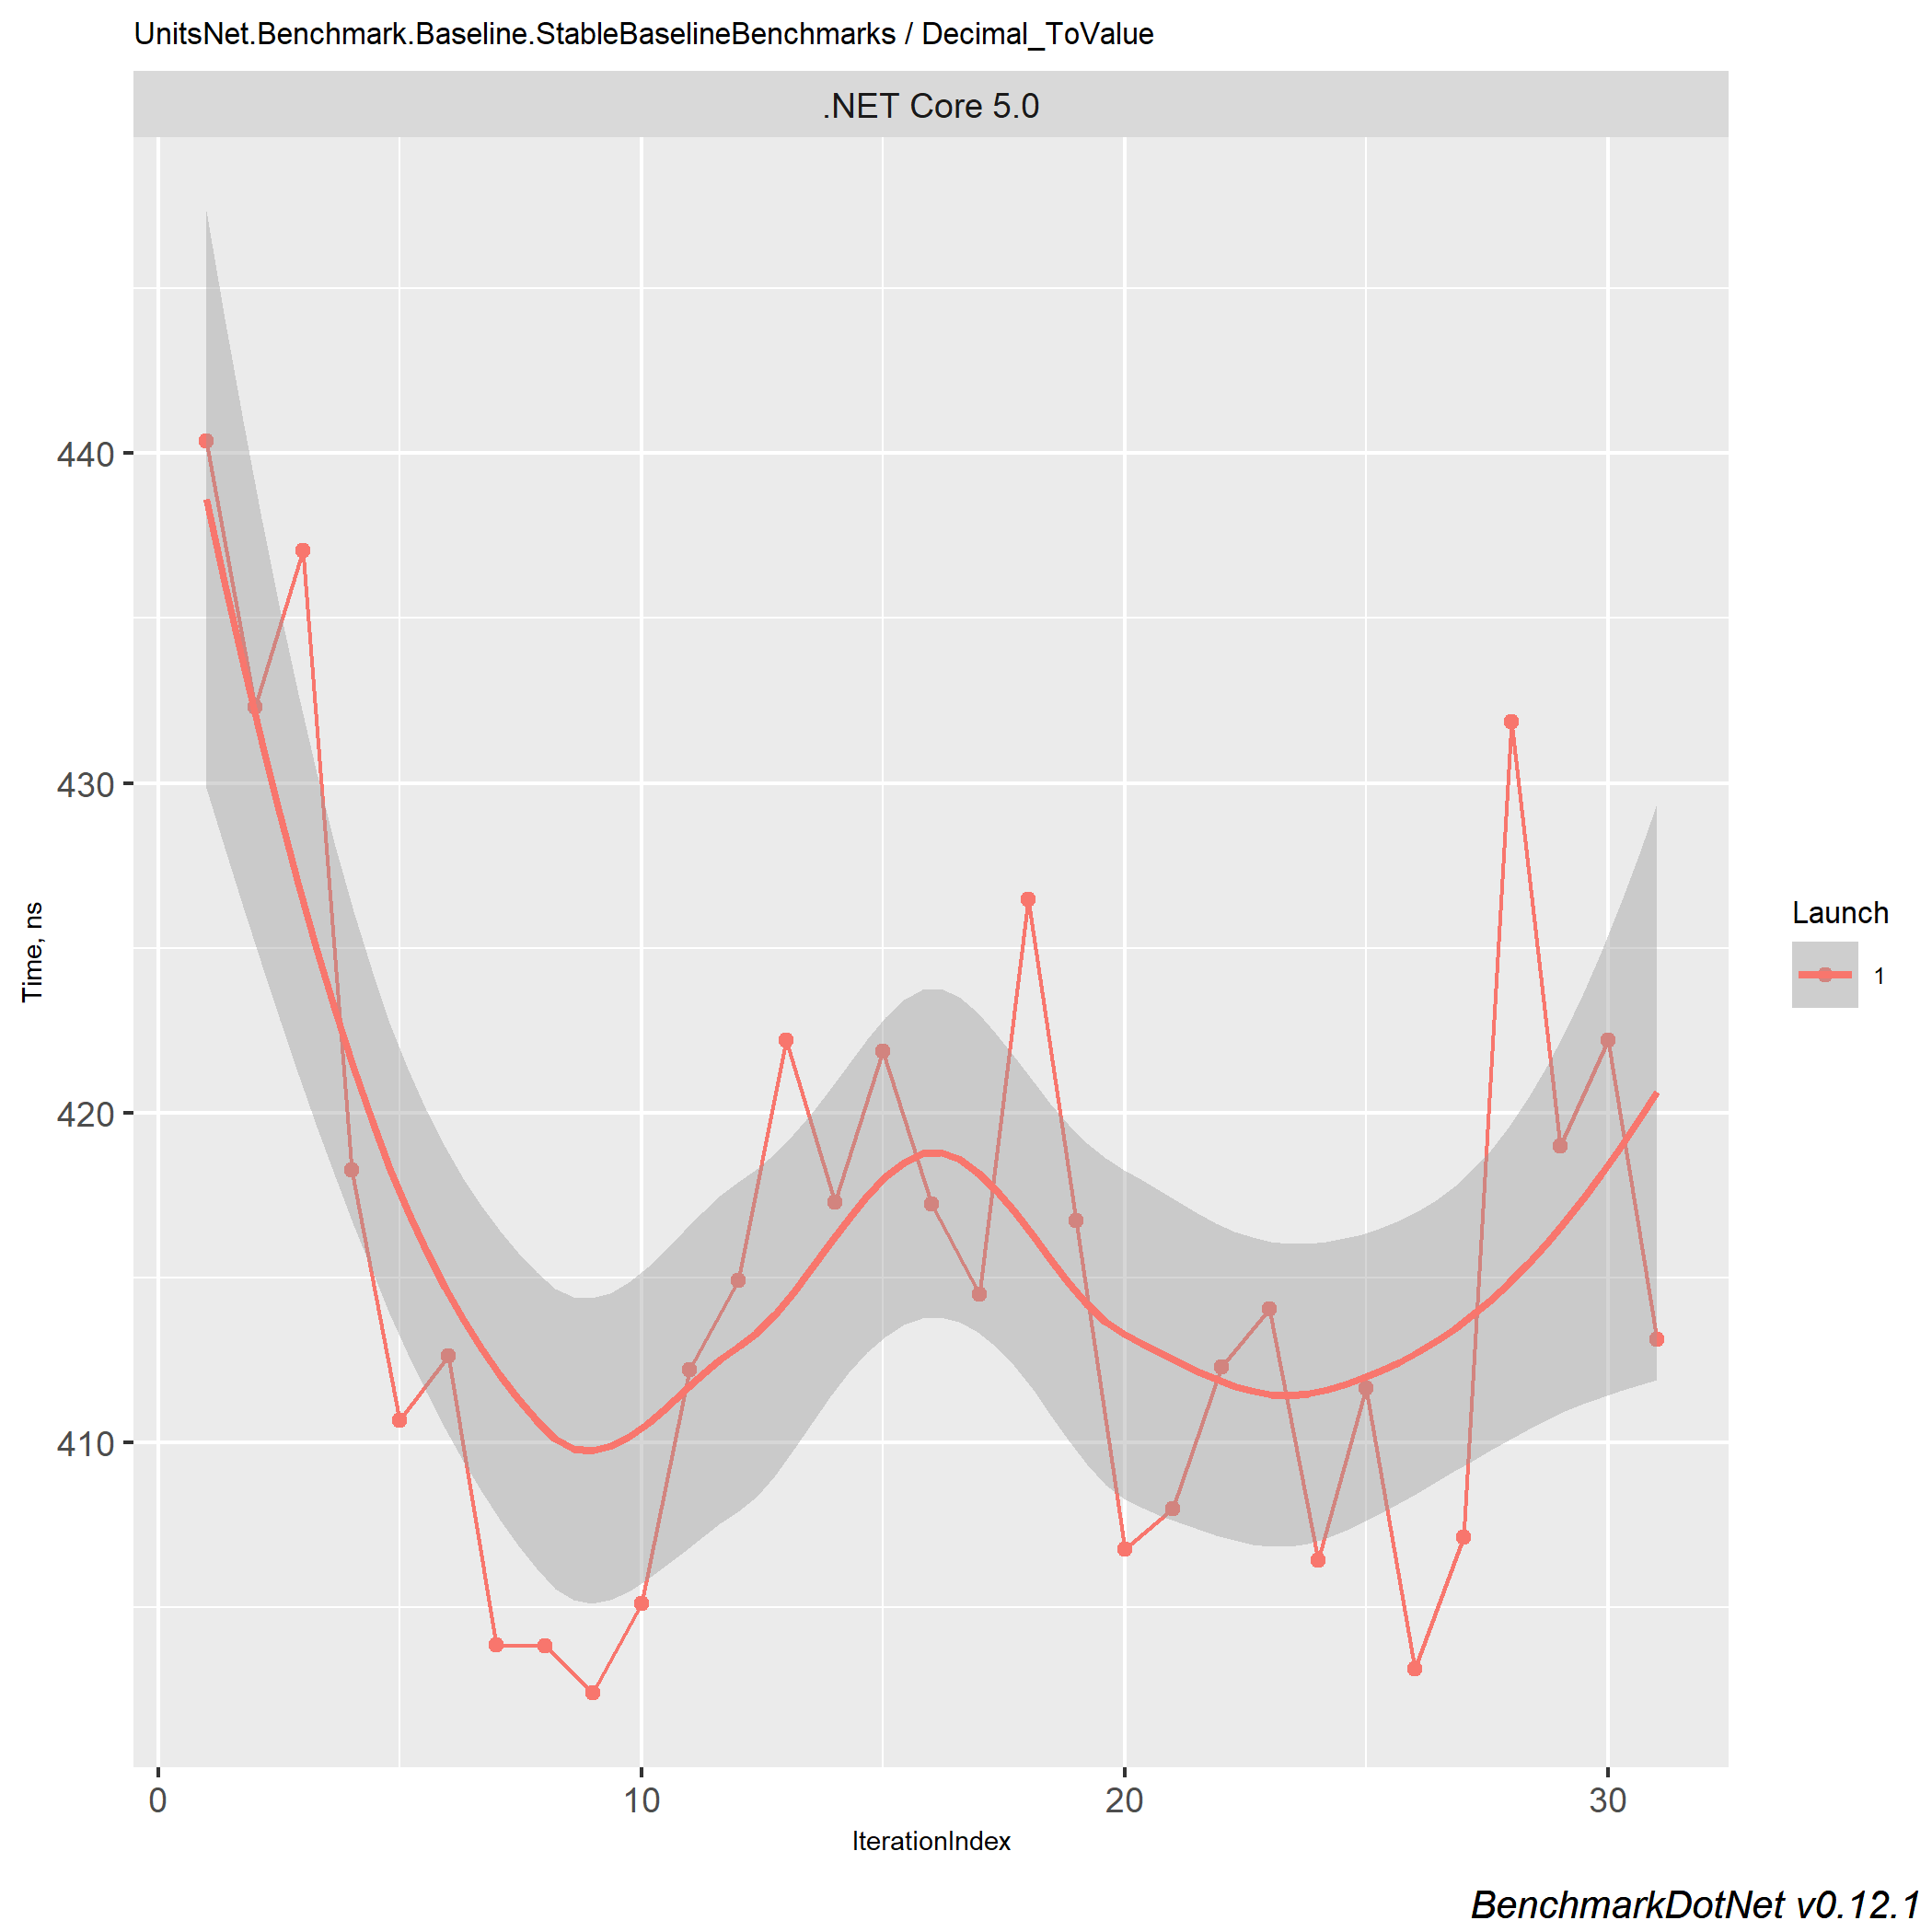 UnitsNet.Benchmark.Baseline.StableBaselineBenchmarks / Decimal_ToValue
.NET Core 5.0
440
430
420
410
Time, ns
0 10 20 30
IterationIndex
Launch
1
BenchmarkDotNet v0.12.1